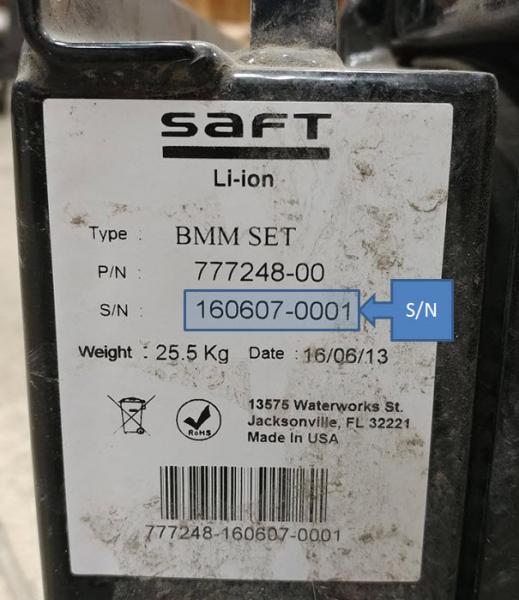 SAFT
Li-ion
Type : BMM SET
P/N : 777248-00
S/N : 160607-0001 S/N
Weight : 25.5 Kg Date : 16/06/13
RoHS
13575 Waterworks St.
Jacksonville, FL 32221
Made In USA
777248-160607-0001